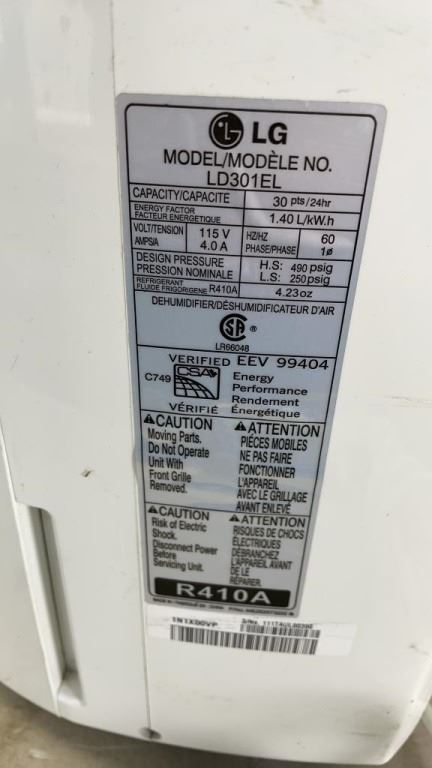 LG
MODEL/MODÈLE NO.
LD301EL
CAPACITY/CAPACITE 30 pts/24hr
ENERGY FACTOR
FACTEUR ENERGETIQUE 1.40 L/kW.h
VOLT/TENSION 115 V HZ/HZ 60
AMPS/A 4.0 A PHASE/PHASE 1ø
DESIGN PRESSURE H.S: 490 psig
PRESSION NOMINALE L.S: 250 psig
REFRIGERANT
FLUIDE FRIGORIGENE R410A 4.23oz
DEHUMIDIFIER/DÉSHUMIDIFICATEUR D'AIR
SA ®
LR66048
VERIFIED EEV 99404
C749 CSA Energy
Performance
Rendement
VÉRIFIÉ Énergétique
CAUTION
Moving Parts.
Do Not Operate
Unit With
Front Grille
Removed.
ATTENTION
PIÈCES MOBILES
NE PAS FAIRE
FONCTIONNER
L'APPAREIL
AVEC LE GRILLAGE
AVANT ENLEVÉ
CAUTION
Risk of Electric
Shock.
Disconnect Power
Before
Servicing Unit.
ATTENTION
RISQUES DE CHOCS
ÉLECTRIQUES
DÉBRANCHEZ
L'APPAREIL AVANT
DE LE RÉPARER
R410A
1N1X00VP